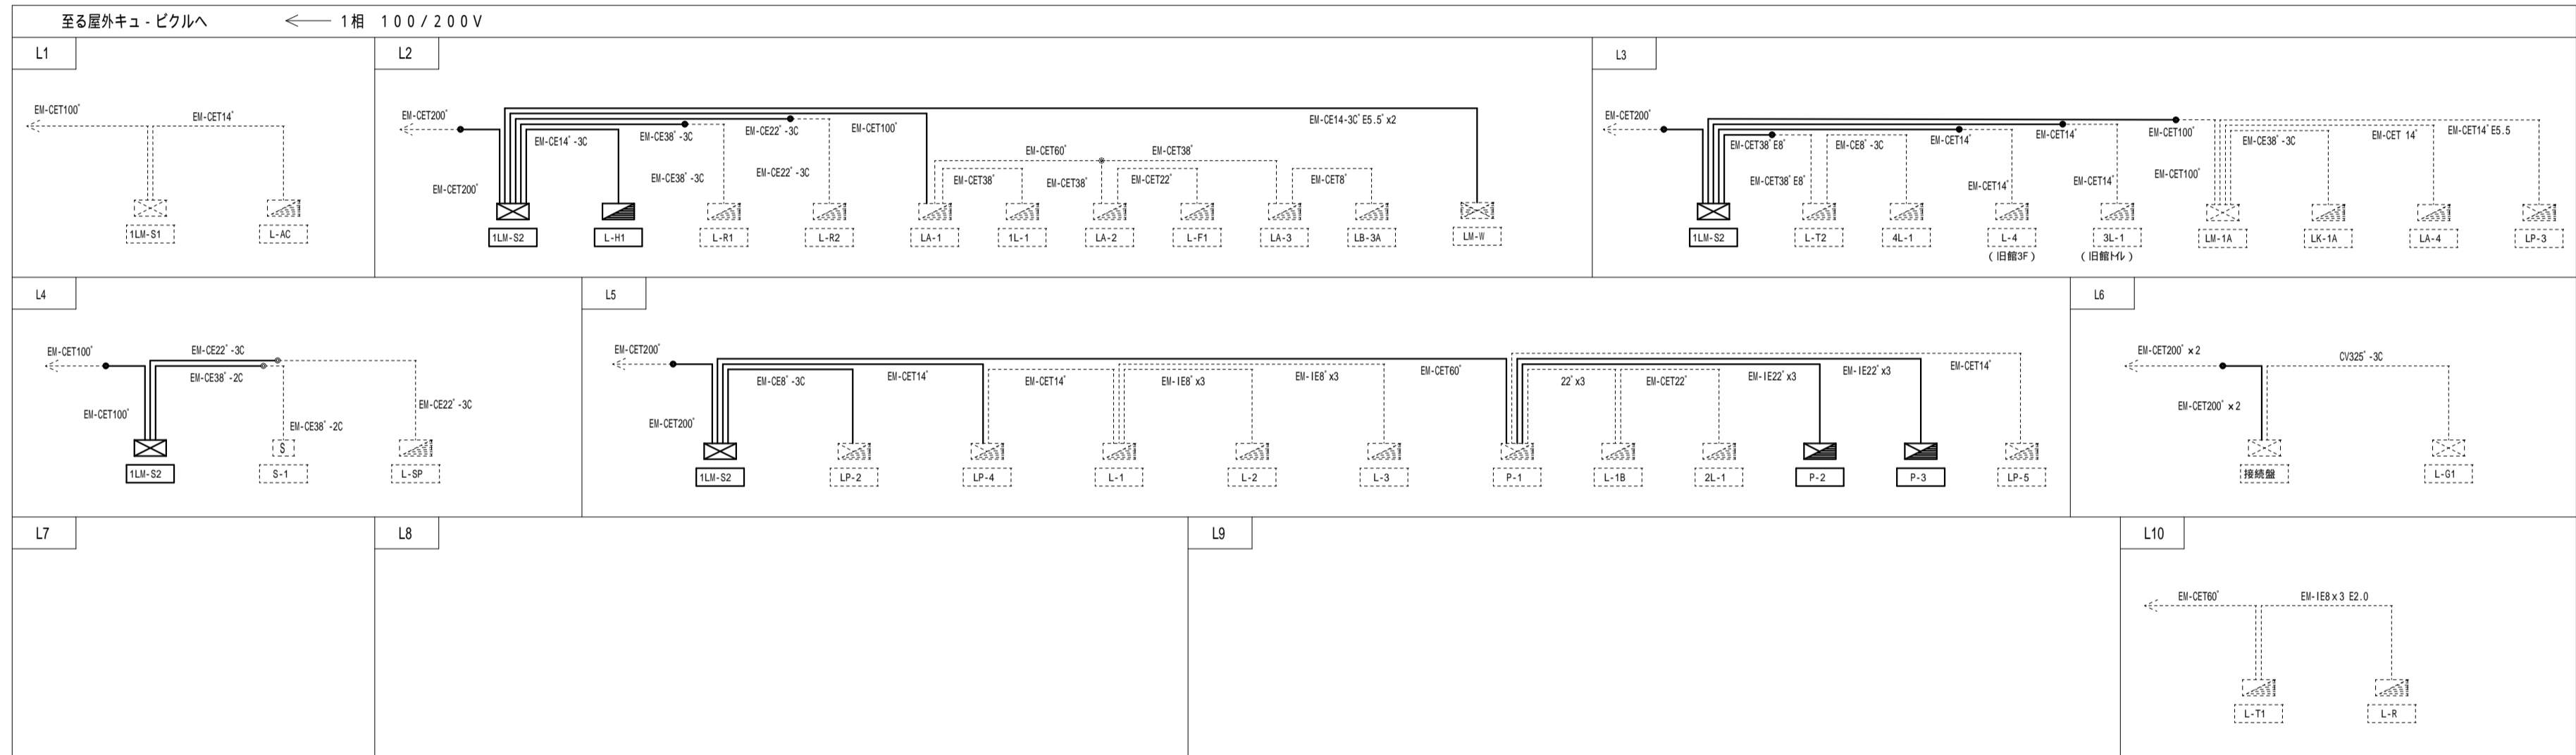 至る屋外キュ-ビクルへ ← 1相 100/200V
L1
EM-CET100°
EM-CET14°
1LM-S1
L-AC
L2
EM-CET200°
EM-CE14°-3C
EM-CE38°-3C
EM-CE22°-3C
EM-CET100°
EM-CE14-3C°E5.5°x2
EM-CET60°
EM-CET38°
EM-CET200°
EM-CE38°-3C
EM-CE22°-3C
EM-CET38°
EM-CET38°
EM-CET22°
EM-CET8°
1LM-S2
L-H1
L-R1
L-R2
LA-1
1L-1
LA-2
L-F1
LA-3
LB-3A
LM-W
L3
EM-CET200°
EM-CET38°E8°
EM-CE8°-3C
EM-CET14°
EM-CET14°
EM-CET100°
EM-CE38°-3C
EM-CET 14°
EM-CET14°E5.5
EM-CET38°E8°
EM-CET14°
EM-CET14°
EM-CET100°
1LM-S2
L-T2
4L-1
L-4
(旧館3F)
3L-1
(旧館トイレ)
LM-1A
LK-1A
LA-4
LP-3
L4
EM-CET100°
EM-CE22°-3C
EM-CE38°-2C
EM-CET100°
EM-CE38°-2C
EM-CE22°-3C
S
1LM-S2
S-1
L-SP
L5
EM-CET200°
EM-CE8°-3C
EM-CET14°
EM-CET14°
EM-IE8°x3
EM-IE8°x3
EM-CET60°
22°x3
EM-CET22°
EM-IE22°x3
EM-IE22°x3
EM-CET14°
EM-CET200°
1LM-S2
LP-2
LP-4
L-1
L-2
L-3
P-1
L-1B
2L-1
P-2
P-3
LP-5
L6
EM-CET200°×2
CV325°-3C
EM-CET200°×2
接続盤
L-G1
L7
L8
L9
L10
EM-CET60°
EM-IE8x3 E2.0
L-T1
L-R